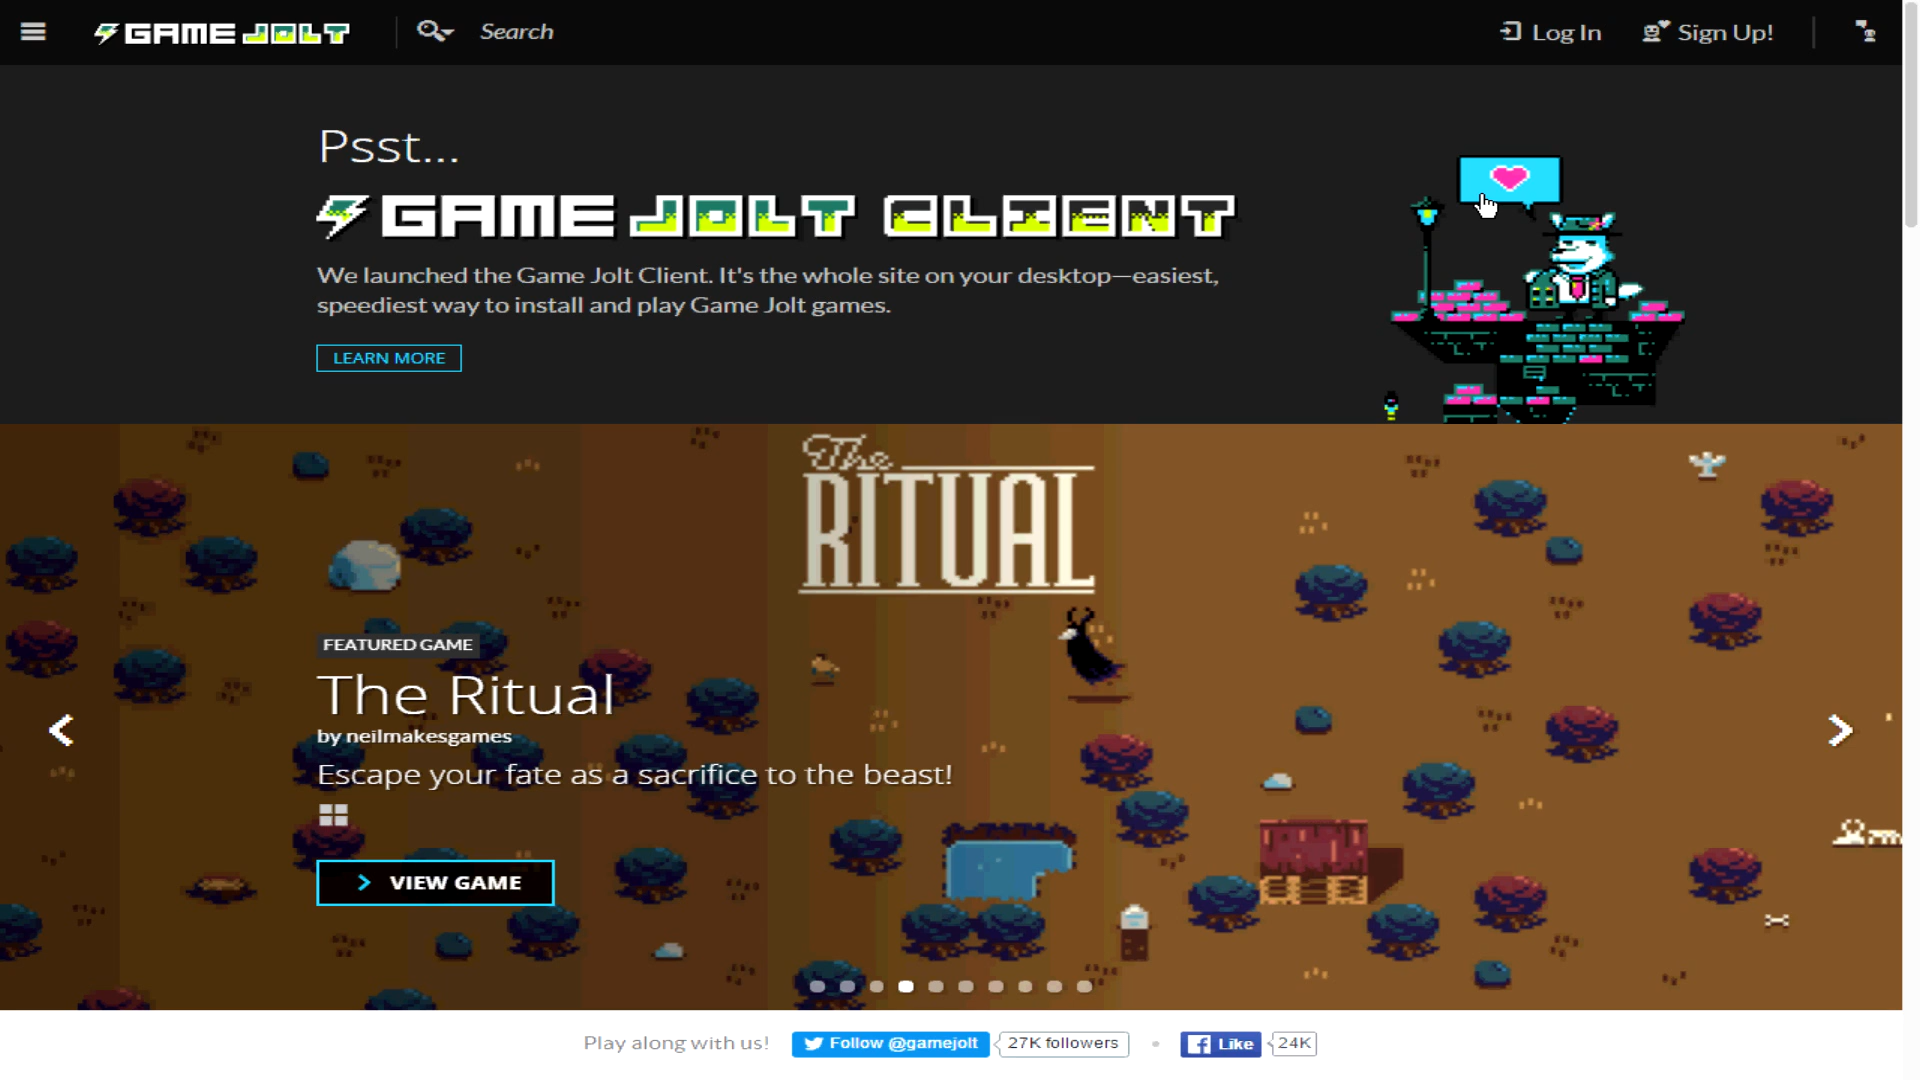 GAME JOLT
Search
Log In
Sign Up!
Psst...
GAME JOLT CLIENT
We launched the Game Jolt Client. It's the whole site on your desktop—easiest,
speediest way to install and play Game Jolt games.
LEARN MORE
The
RITUAL
FEATURED GAME
The Ritual
by neilmakesgames
Escape your fate as a sacrifice to the beast!
VIEW GAME
Play along with us!
Follow @gamejolt
27K followers
Like
24K